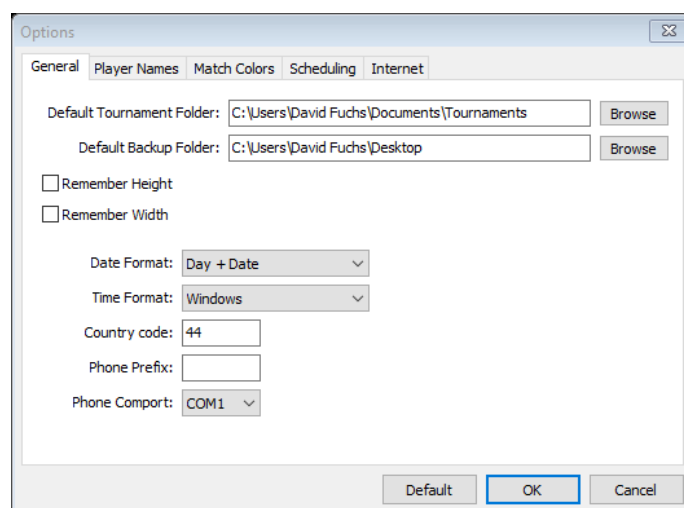 Options
General Player Names Match Colors Scheduling Internet
Default Tournament Folder: C:\Users\David Fuchs\Documents\Tournaments Browse
Default Backup Folder: C:\Users\David Fuchs\Desktop Browse
Remember Height
Remember Width
Date Format: Day + Date
Time Format: Windows
Country code: 44
Phone Prefix:
Phone Comport: COM1
Default OK Cancel